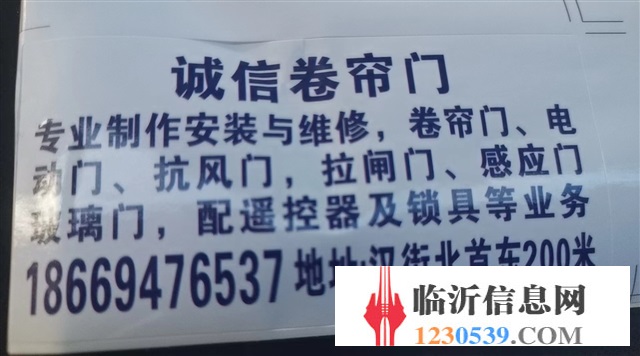 诚信卷帘门
专业制作安装与维修，卷帘门、电
动门、抗风门，拉闸门、感应门
玻璃门，配遥控器及锁具等业务
18669476537 地址:汉街北首东200米
临沂信息网
1230539.com